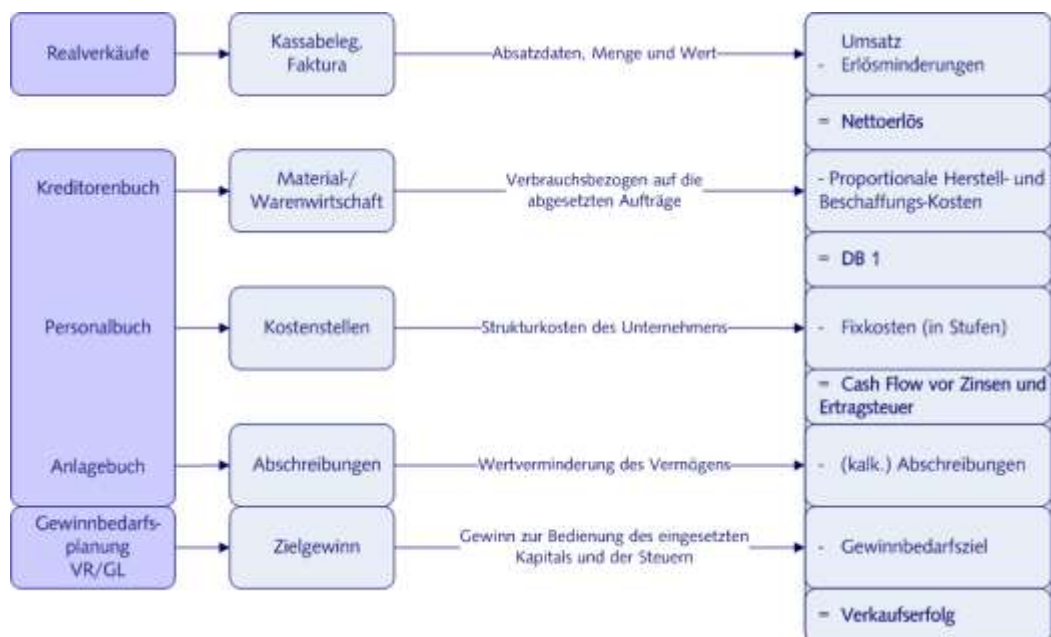 Realverkäufe
Kassabeleg,
Faktura
Absatzdaten, Menge und Wert
Umsatz
- Erlösminderungen
= Nettoerlös
Kreditorenbuch
Material-/
Warenwirtschaft
Verbrauchsbezogen auf die
abgesetzten Aufträge
- Proportionale Herstell- und
Beschaffungs-Kosten
= DB 1
Personalbuch
Kostenstellen
Strukturkosten des Unternehmens
- Fixkosten (in Stufen)
= Cash Flow vor Zinsen und
Ertragsteuer
Anlagebuch
Abschreibungen
Wertverminderung des Vermögens
- (kalk.) Abschreibungen
Gewinnbedarfs-
planung
VR/GL
Zielgewinn
Gewinn zur Bedienung des eingesetzten
Kapitals und der Steuern
- Gewinnbedarfsziel
= Verkaufserfolg